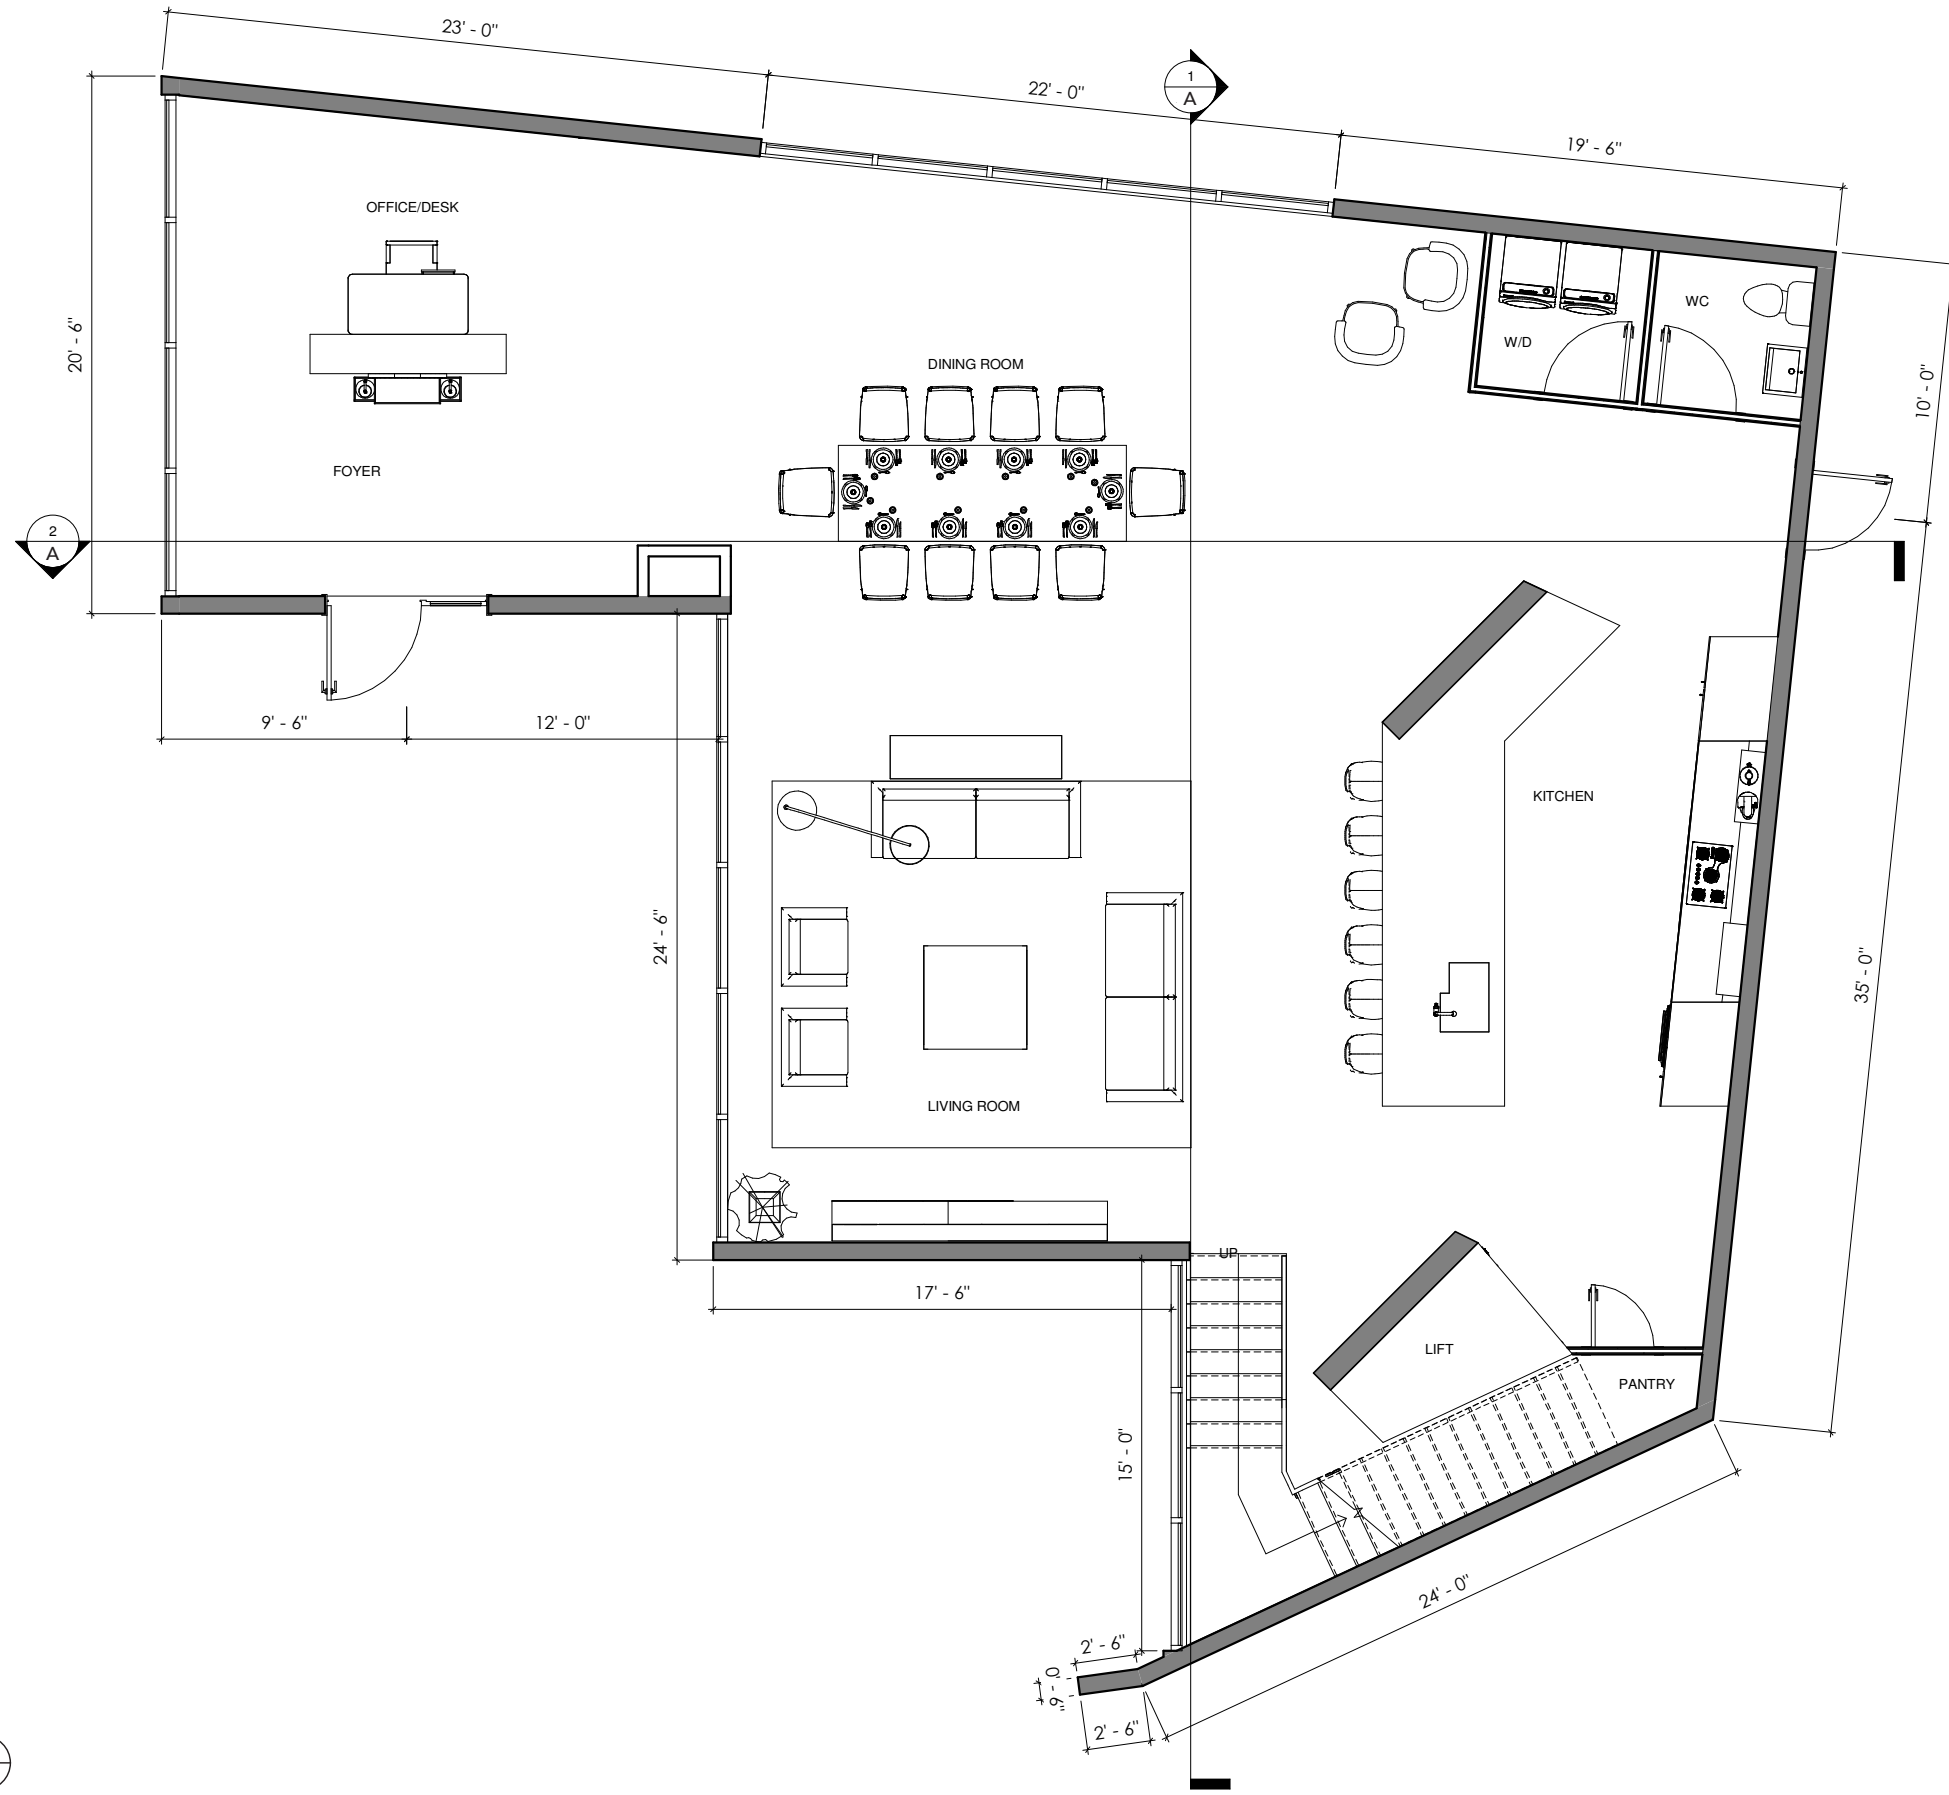 23' - 0"
22' - 0"
1
A
19' - 6"
OFFICE/DESK
20' - 6"
WC
W/D
DINING ROOM
10' - 0"
FOYER
2
A
9' - 6"
12' - 0"
KITCHEN
24' - 6"
35' - 0"
LIVING ROOM
UP
17' - 6"
LIFT
PANTRY
15' - 0"
24' - 0"
2' - 6"
0' - 6"
2' - 6"